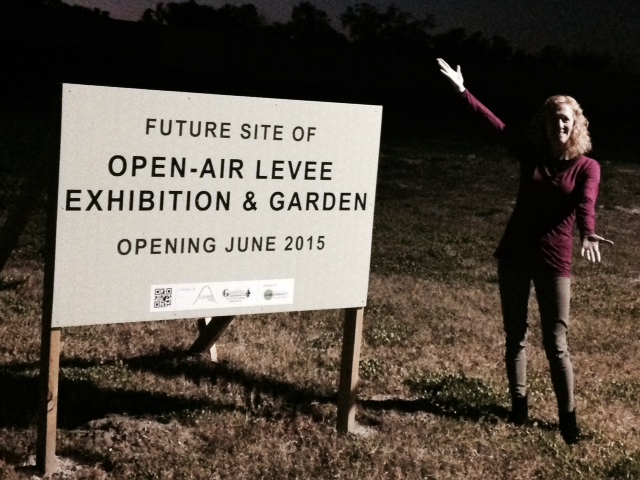 FUTURE SITE OF
OPEN-AIR LEVEE
EXHIBITION & GARDEN
OPENING JUNE 2015